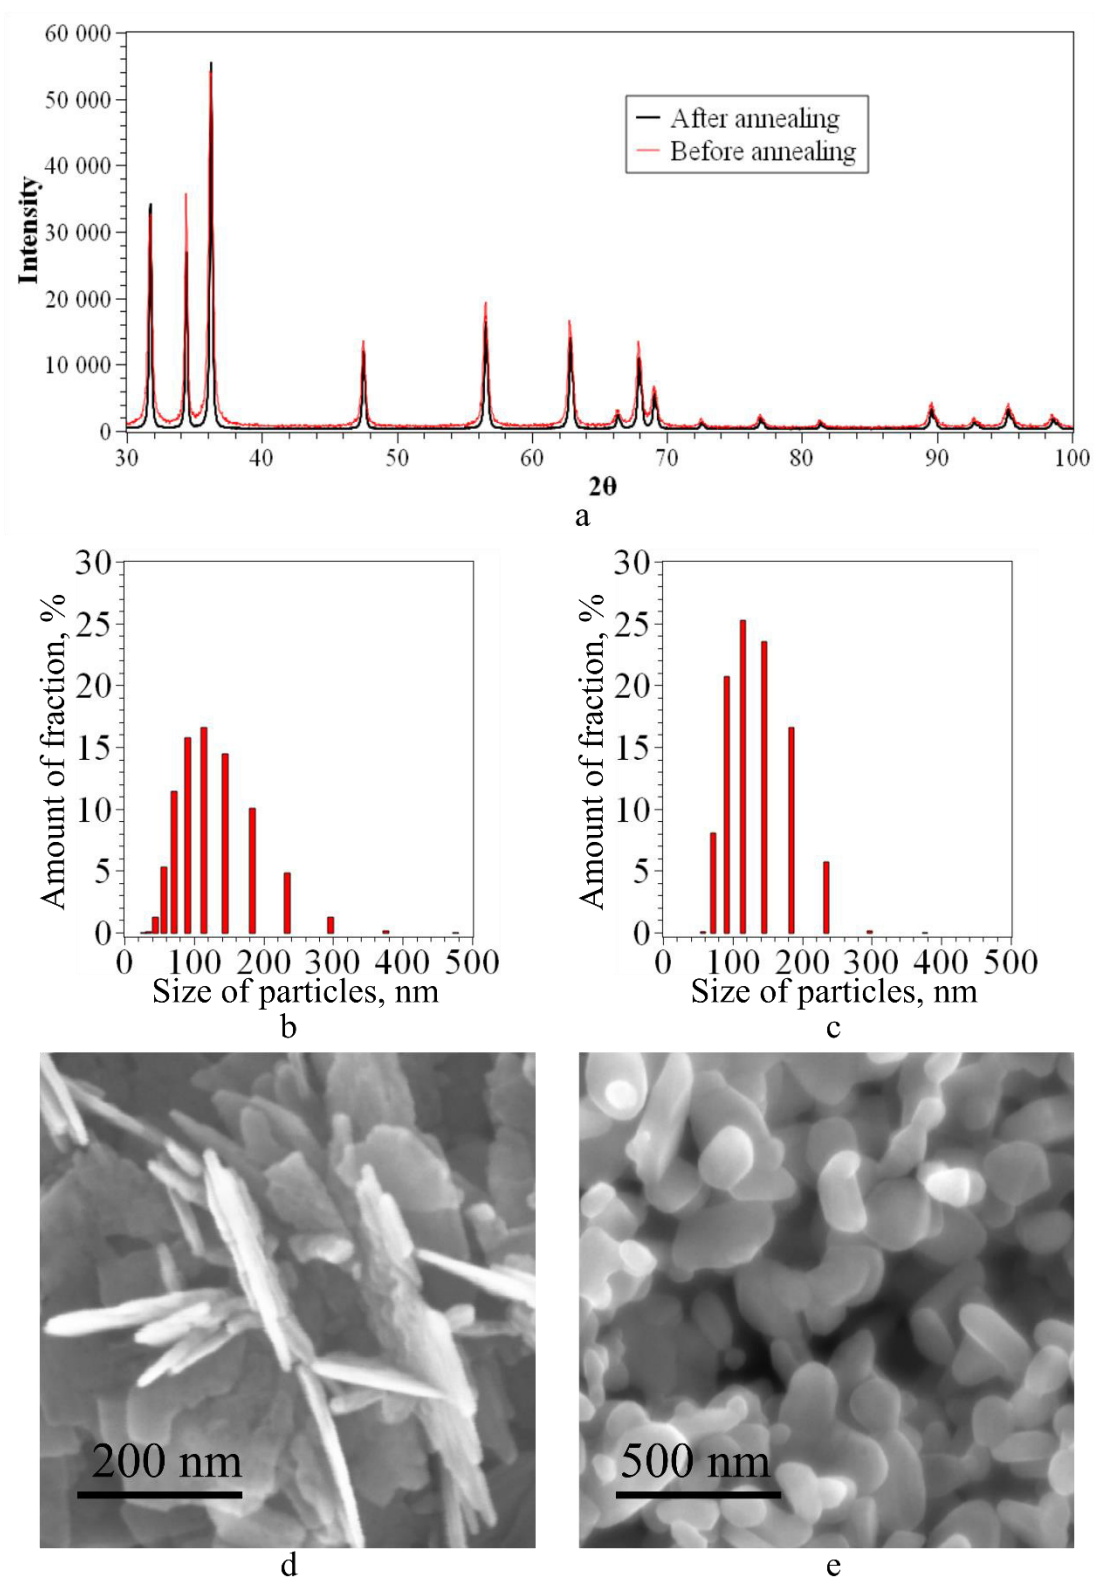 60 000
50 000
40 000
30 000
20 000
10 000
0
Intensity
After annealing
Before annealing
30 40 50 60 70 80 90 100
2θ
a
30
25
20
15
10
5
0
Amount of fraction, %
0 100 200 300 400 500
Size of particles, nm
b
30
25
20
15
10
5
0
Amount of fraction, %
0 100 200 300 400 500
Size of particles, nm
c
200 nm
d
500 nm
e